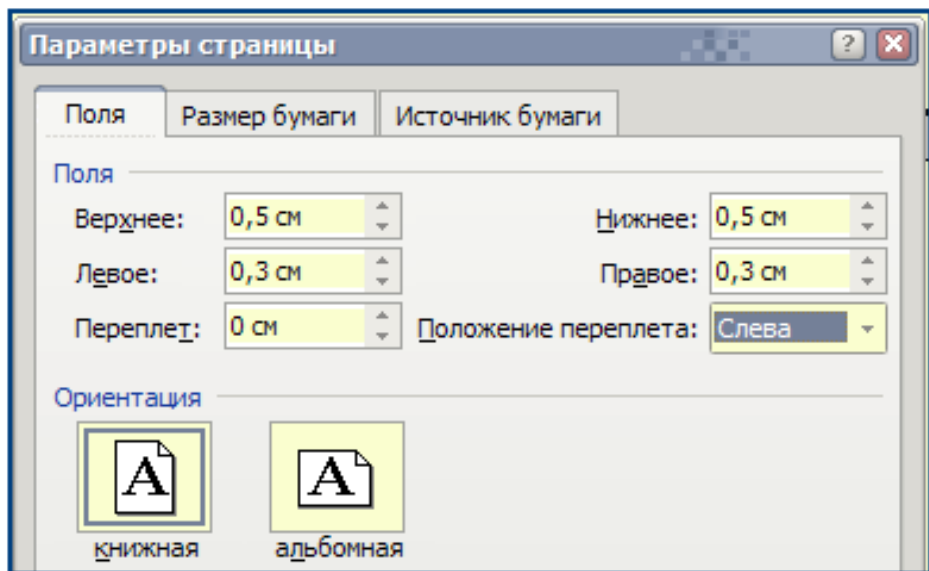 Параметры страницы
Поля Размер бумаги Источник бумаги
Поля
Верхнее: 0,5 см Нижнее: 0,5 см
Левое: 0,3 см Правое: 0,3 см
Переплет: 0 см Положение переплета: Слева
Ориентация
A A
книжная альбомная